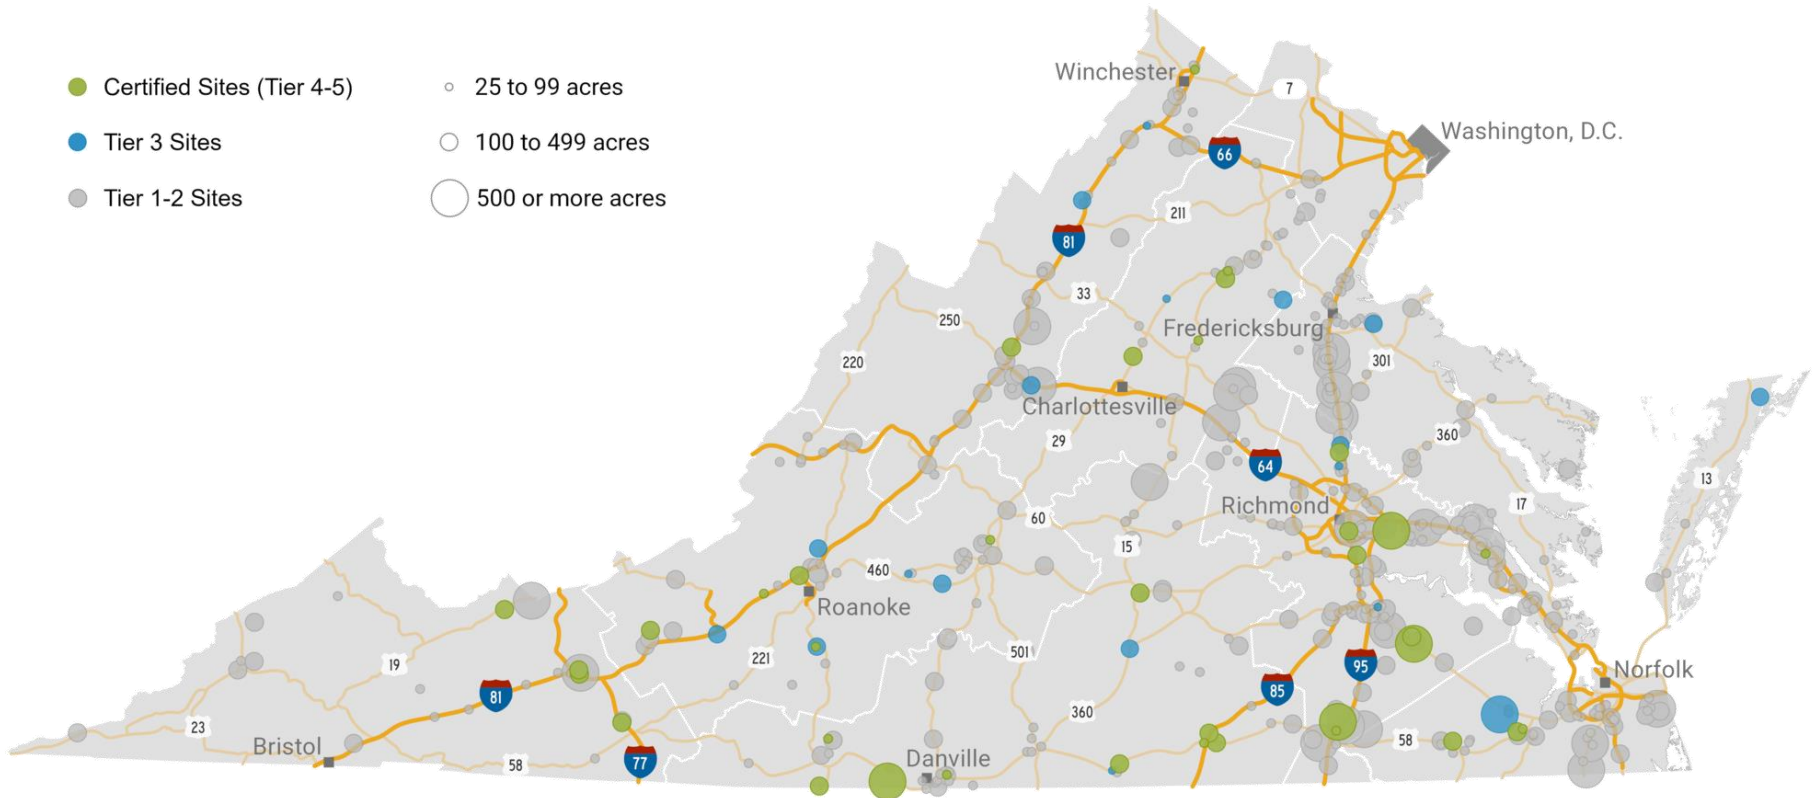 Certified Sites (Tier 4-5)
25 to 99 acres
Tier 3 Sites
100 to 499 acres
Tier 1-2 Sites
500 or more acres
Winchester
7
Washington, D.C.
66
211
81
33
250
Fredericksburg
220
301
Charlottesville
29
360
64
13
Richmond
17
60
15
460
Roanoke
19
221
501
95
Norfolk
81
85
360
23
58
Bristol
58
77
Danville